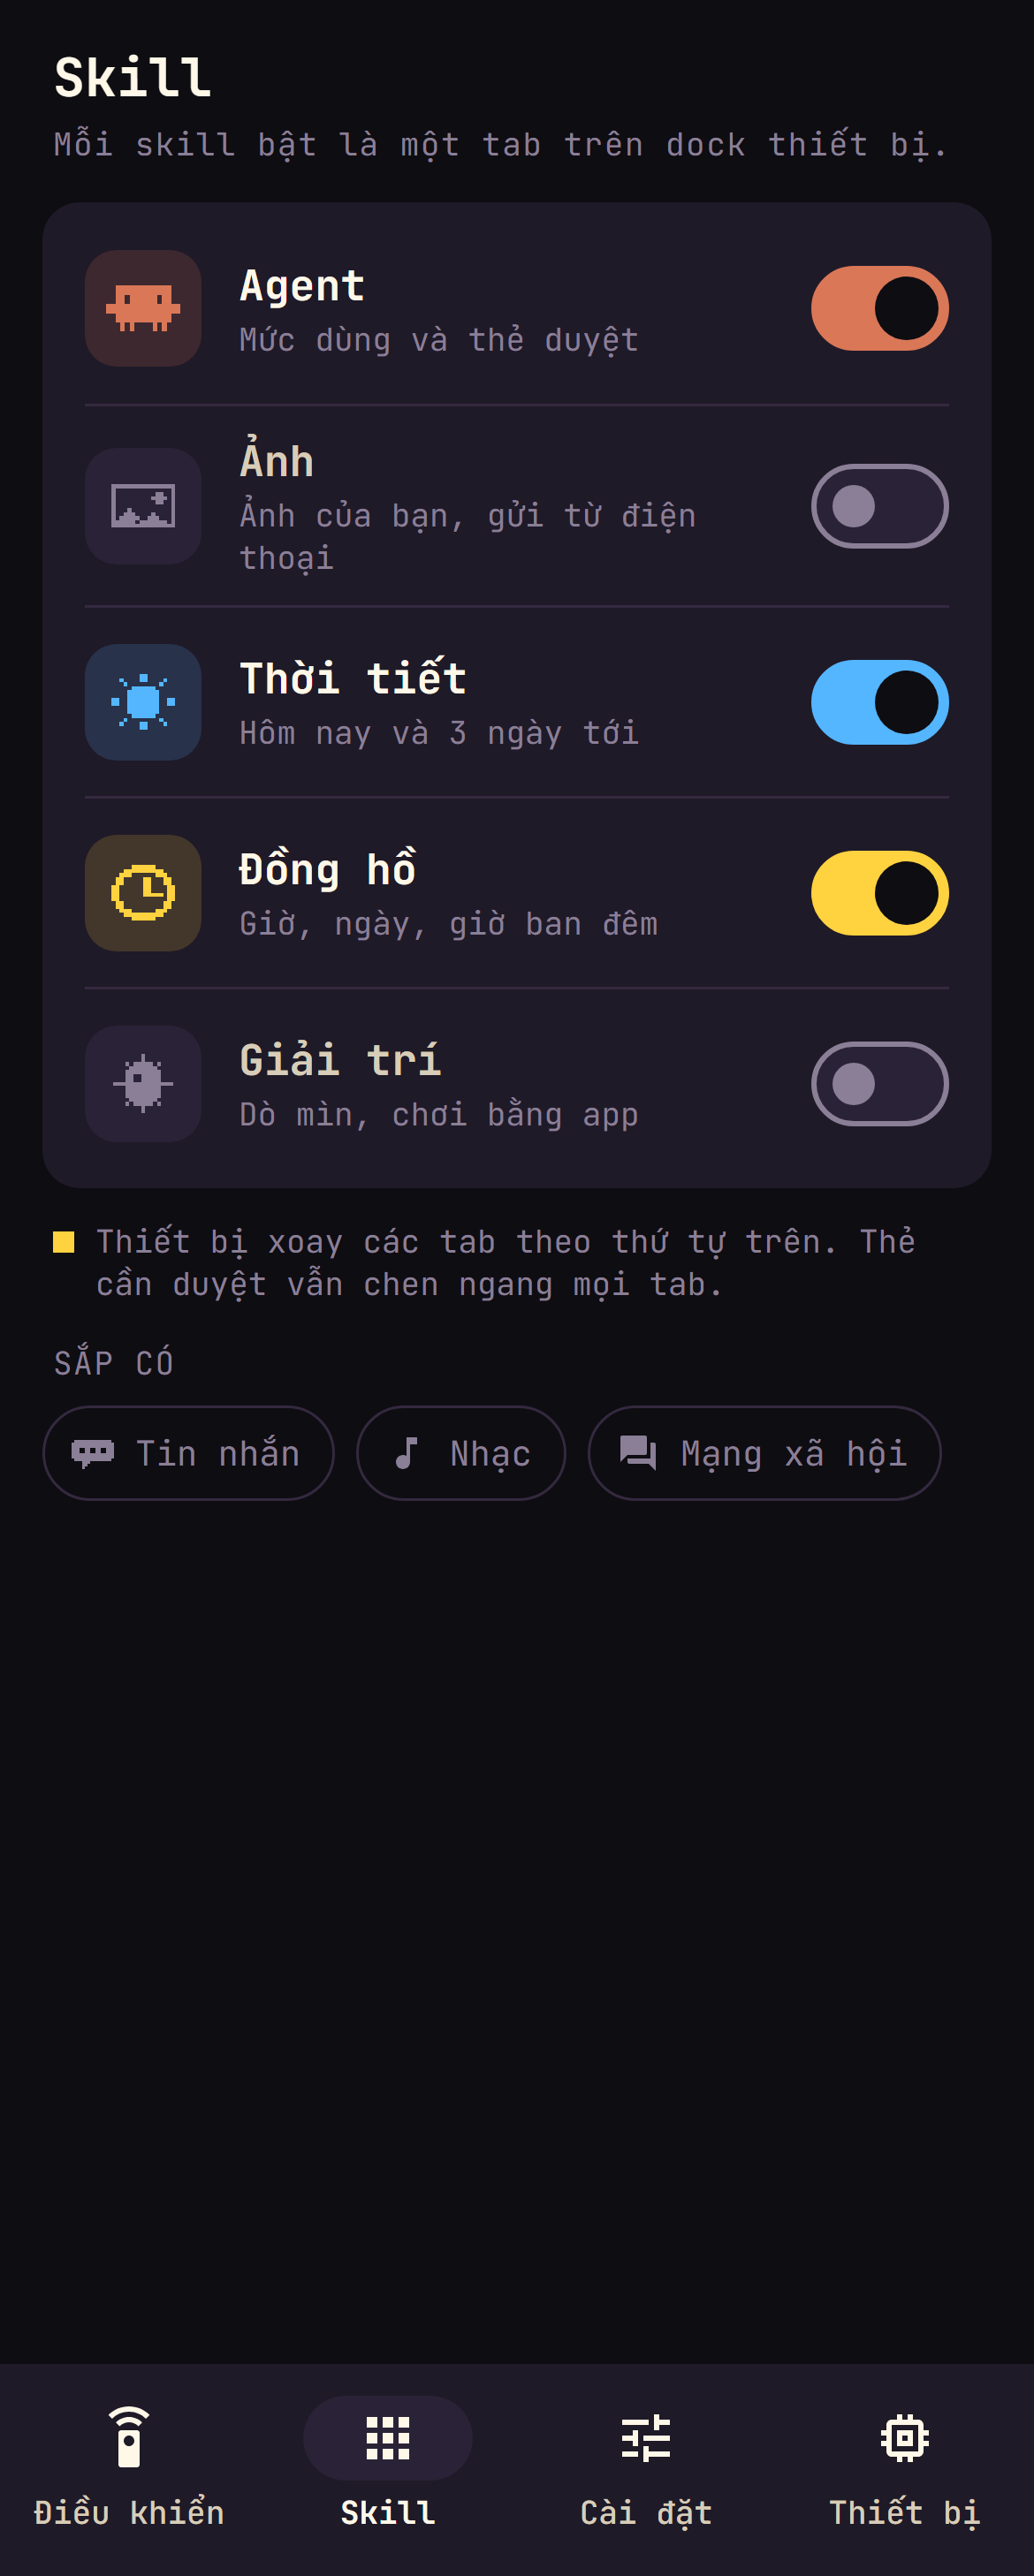 Skill
Mỗi skill bật là một tab trên dock thiết bị.
Agent
Mức dùng và thẻ duyệt
Ảnh
Ảnh của bạn, gửi từ điện
thoại
Thời tiết
Hôm nay và 3 ngày tới
Đồng hồ
Giờ, ngày, giờ ban đêm
Giải trí
Dò mìn, chơi bằng app
Thiết bị xoay các tab theo thứ tự trên. Thẻ
cần duyệt vẫn chen ngang mọi tab.
SẮP CÓ
Tin nhắn
Nhạc
Mạng xã hội
Điều khiển
Skill
Cài đặt
Thiết bị